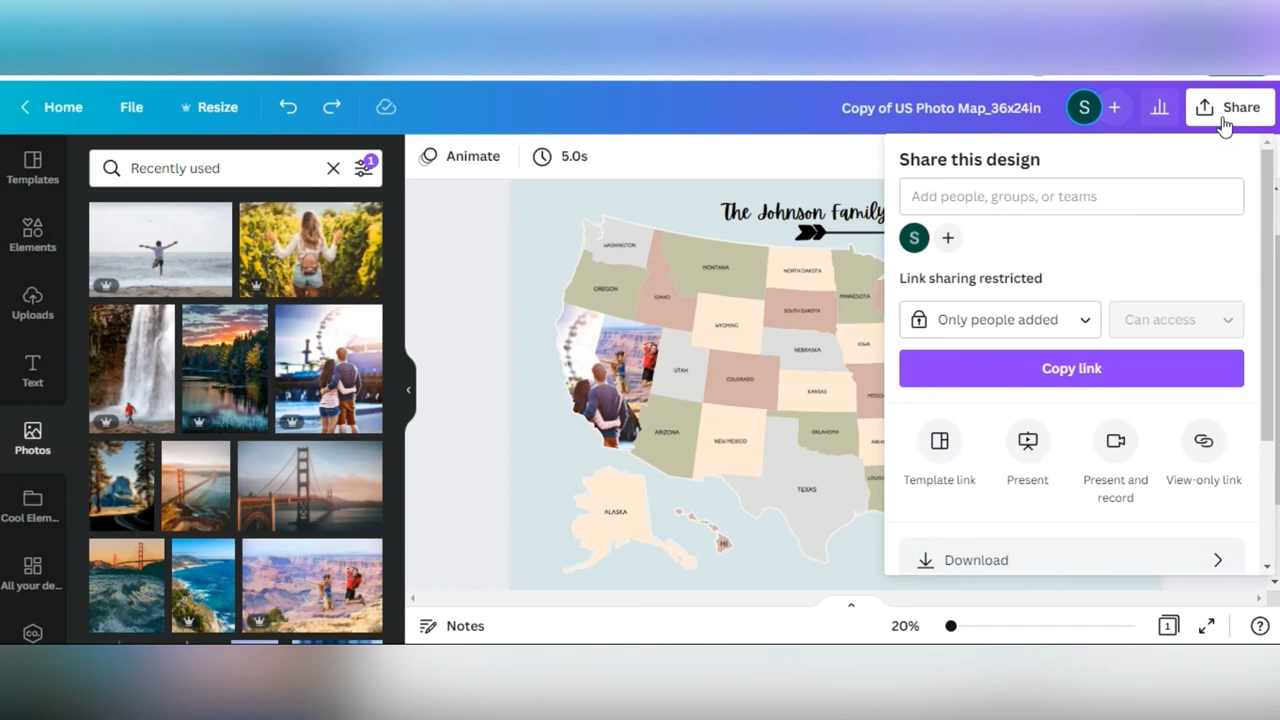 Home
File
Resize
Copy of US Photo Map_36x24in
S
Share
Templates
Elements
Uploads
Text
Photos
Cool Elem...
All your de...
CO.
Recently used
1
Animate
5.0s
The Johnson Family
WASHINGTON
MONTANA
NORTH DAKOTA
MINNESOTA
OREGON
IDAHO
SOUTH DAKOTA
WYOMING
IOWA
NEBRASKA
UTAH
COLORADO
KANSAS
ARIZONA
NEW MEXICO
OKLAHOMA
TEXAS
ALASKA
HI
Share this design
Add people, groups, or teams
S
Link sharing restricted
Only people added
Can access
Copy link
Template link
Present
Present and
record
View-only link
Download
Notes
20%
1
?